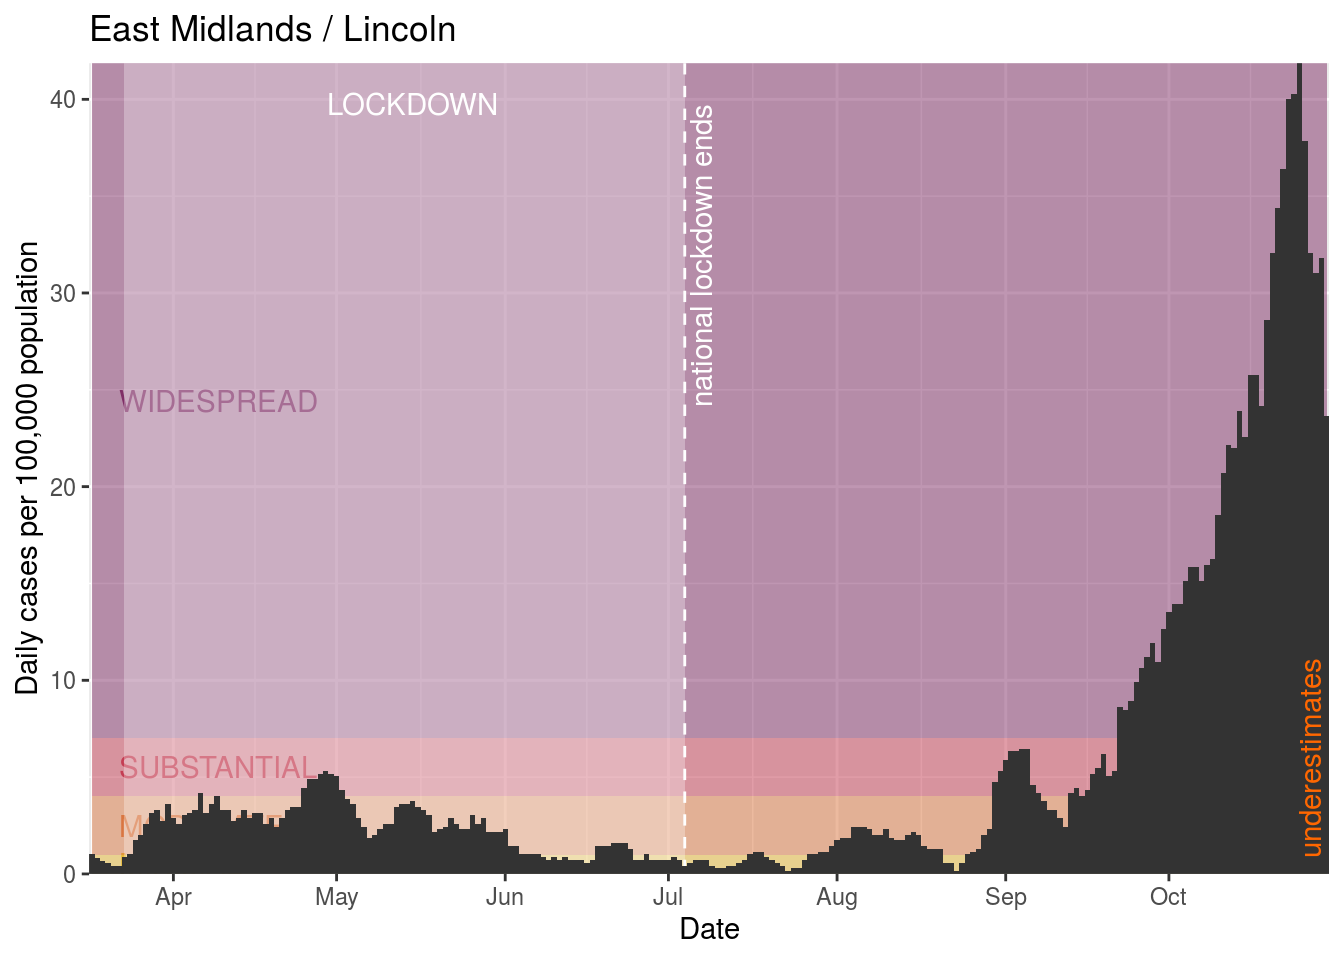 East Midlands / Lincoln
Daily cases per 100,000 population
40
30
20
10
0
LOCKDOWN
national lockdown ends
WIDESPREAD
SUBSTANTIAL
underestimates
Apr
May
Jun
Jul
Aug
Sep
Oct
Date